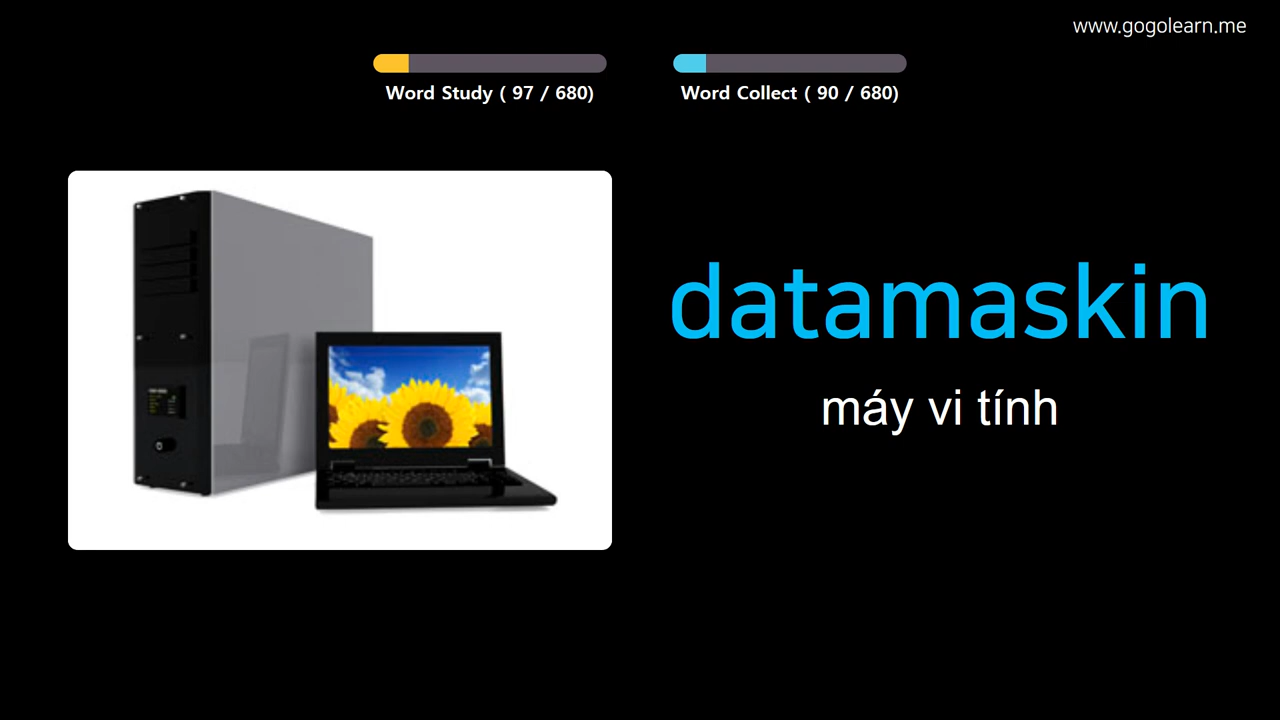 www.gogolearn.me
Word Study ( 97 / 680)
Word Collect ( 90 / 680)
datamaskin
máy vi tính